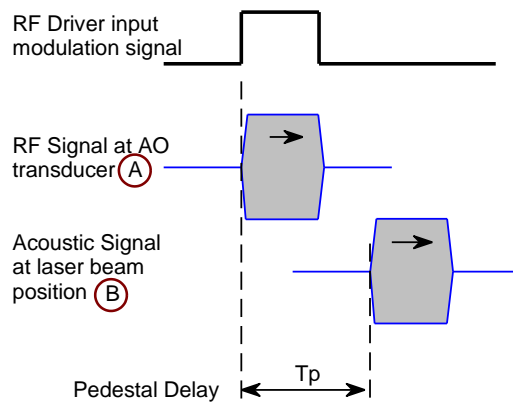 RF Driver input
modulation signal
RF Signal at AO
transducer A
Acoustic Signal
at laser beam
position B
Tp
Pedestal Delay